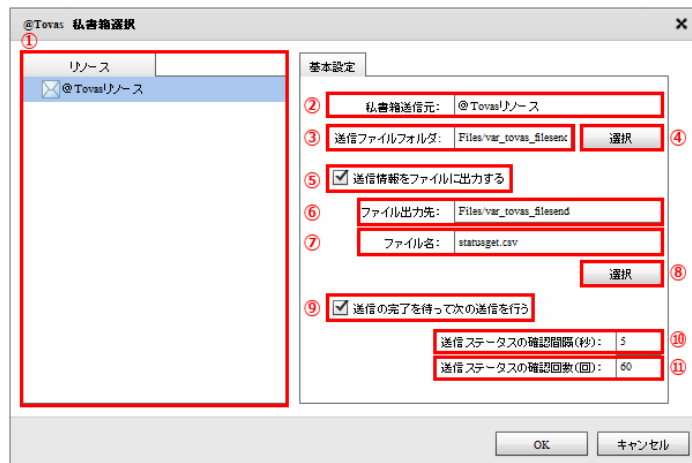 @Tovas 私書箱選択
①
リソース
@Tovasリソース
基本設定
② 私書箱送信元: @Tovasリソース
③ 送信ファイルフォルダ: Files/var_tovas_filesend 選択 ④
⑤ 送信情報をファイルに出力する
⑥ ファイル出力先: Files/var_tovas_filesend
⑦ ファイル名: statusget.csv
選択 ⑧
⑨ 送信の完了を待って次の送信を行う
送信ステータスの確認間隔(秒): 5 ⑩
送信ステータスの確認回数(回): 60 ⑪
OK キャンセル